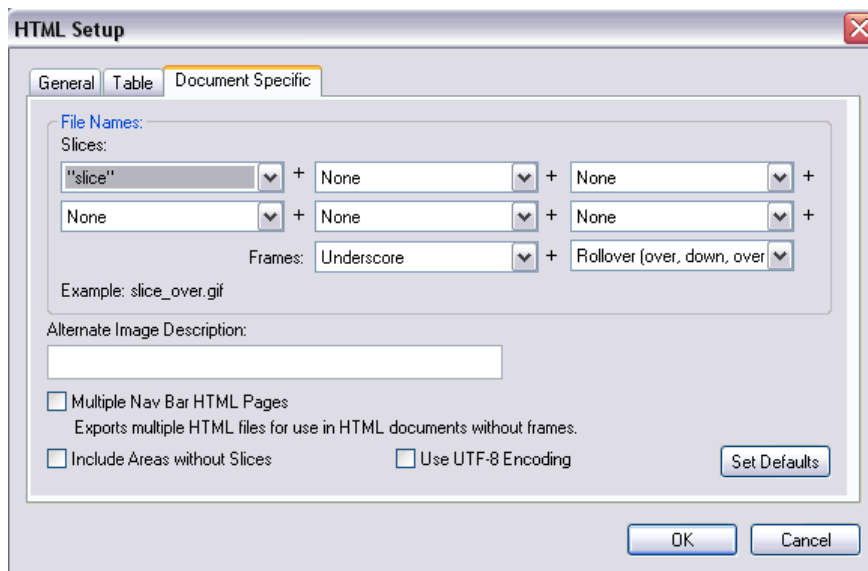 HTML Setup
General Table Document Specific
File Names:
Slices:
"slice" + None + None +
None + None + None +
Frames: Underscore + Rollover (over, down, over
Example: slice_over.gif
Alternate Image Description:
Multiple Nav Bar HTML Pages
Exports multiple HTML files for use in HTML documents without frames.
Include Areas without Slices Use UTF-8 Encoding Set Defaults
OK Cancel